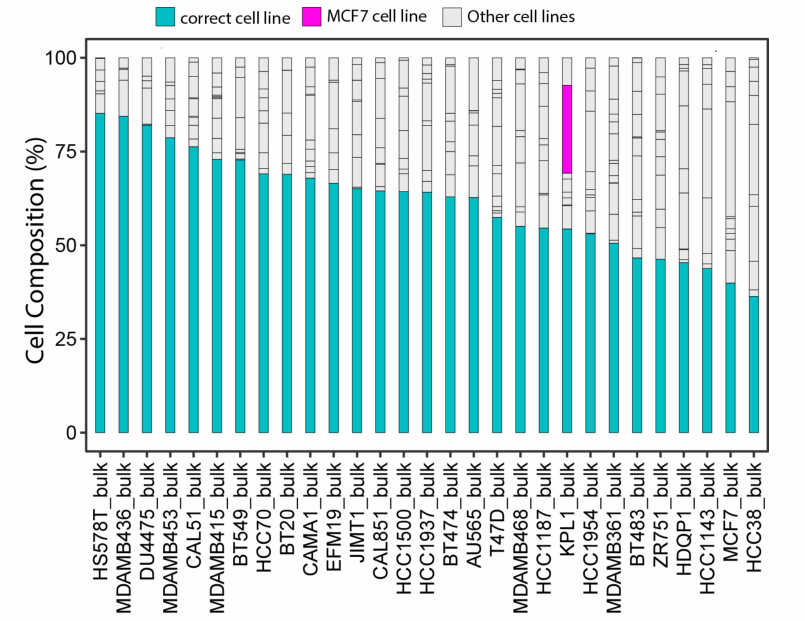 correct cell line
MCF7 cell line
Other cell lines
Cell Composition (%)
100
75
50
25
0
HS578T_bulk
MDAMB436_bulk
DU4475_bulk
MDAMB453_bulk
CAL51_bulk
MDAMB415_bulk
BT549_bulk
HCC70_bulk
BT20_bulk
CAMA1_bulk
EFM19_bulk
JIMT1_bulk
CAL851_bulk
HCC1500_bulk
HCC1937_bulk
BT474_bulk
AU565_bulk
T47D_bulk
MDAMB468_bulk
HCC1187_bulk
KPL1_bulk
HCC1954_bulk
MDAMB361_bulk
BT483_bulk
ZR751_bulk
HDQP1_bulk
HCC1143_bulk
MCF7_bulk
HCC38_bulk